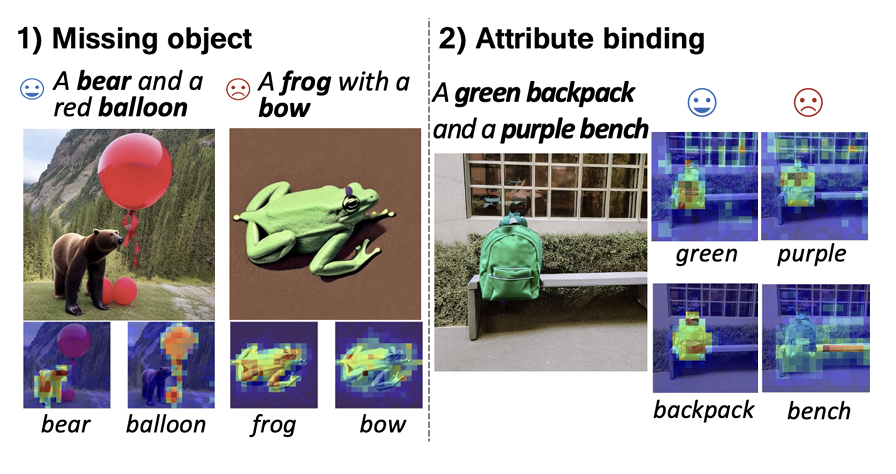 1) Missing object
A bear and a
red balloon
A frog with a
bow
bear
balloon
frog
bow
2) Attribute binding
A green backpack
and a purple bench
green
purple
backpack
bench